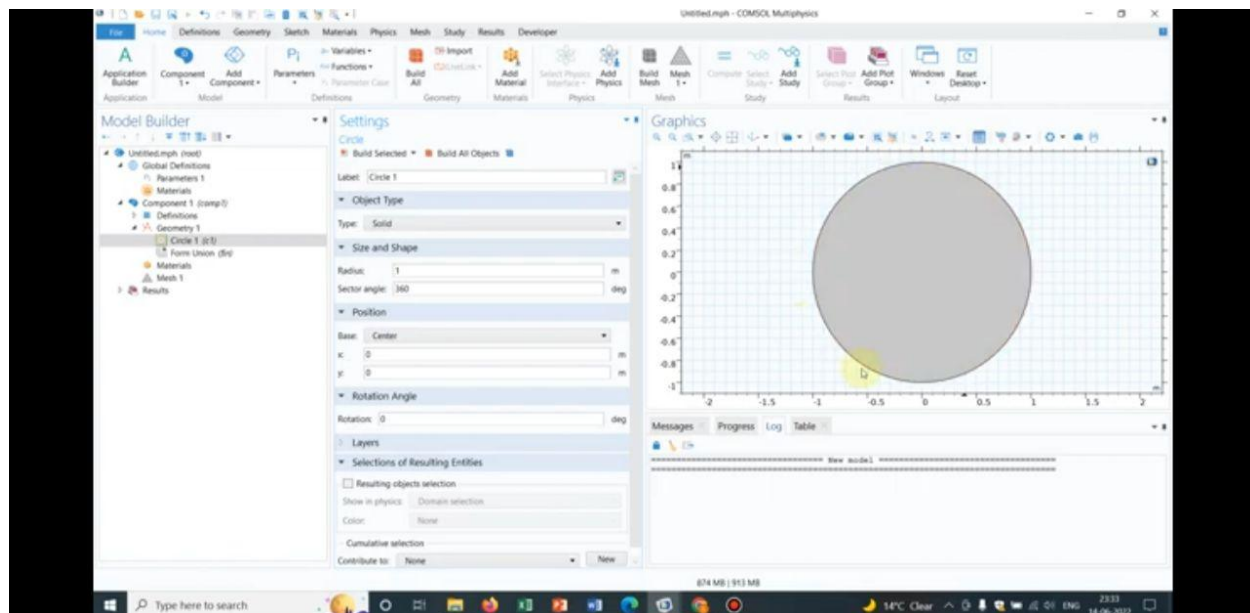 Untitled.mph - COMSOL Multiphysics
File Home Definitions Geometry Sketch Materials Physics Mesh Study Results Developer
Application Builder
Component 1
Add Component
Parameters
Variables
Functions
Parameter Case
Build All
Import
LiveLink
Add Material
Select Physics Interface
Add Physics
Build Mesh
Mesh 1
Compute
Select Study
Add Study
Select Plot Group
Add Plot Group
Windows
Reset Desktop
Application Model Definitions Geometry Materials Physics Mesh Study Results Layout
Model Builder
Untitled.mph (root)
Global Definitions
Parameters 1
Materials
Component 1 (comp1)
Definitions
Geometry 1
Circle 1 (c1)
Form Union (fin)
Materials
Mesh 1
Results
Settings
Circle
Build Selected Build All Objects
Label: Circle 1
Object Type
Type: Solid
Size and Shape
Radius: 1 m
Sector angle: 360 deg
Position
Base: Center
x: 0 m
y: 0 m
Rotation Angle
Rotation: 0 deg
Layers
Selections of Resulting Entities
Resulting objects selection
Show in physics: Domain selection
Color: None
Cumulative selection
Contribute to: None New
Graphics
m
1
0.8
0.6
0.4
0.2
0
-0.2
-0.4
-0.6
-0.8
-1
-2 -1.5 -1 -0.5 0 0.5 1 1.5 2
m
Messages Progress Log Table
New model
874 MB | 913 MB
Type here to search
14°C Clear
ENG
23:33
14-06-2022